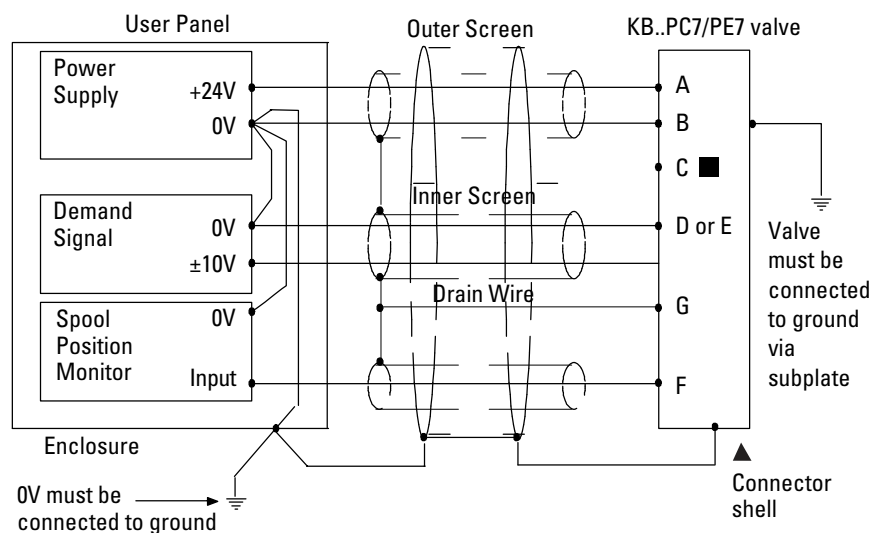 User Panel
Outer Screen
KB..PC7/PE7 valve
Power
Supply
+24V
0V
A
B
C
Inner Screen
Demand
Signal
0V
±10V
D or E
Valve
must be
connected
to ground
via
subplate
Drain Wire
Spool
Position
Monitor
0V
Input
G
F
Enclosure
Connector
shell
0V must be
connected to ground